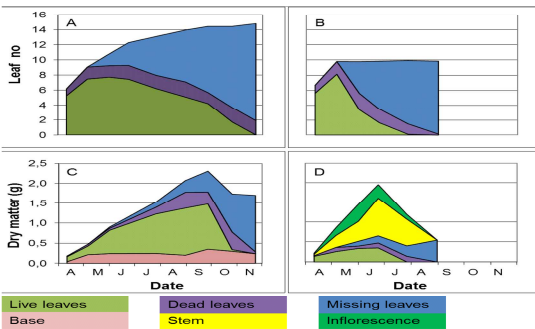 A
B
Leaf no
16
14
12
10
8
6
4
2
0
C
D
Dry matter (g)
2,5
2,0
1,5
1,0
0,5
0,0
A M J J A S O N
A M J J A S O N
Date
Date
Live leaves Dead leaves Missing leaves
Base Stem Inflorescence